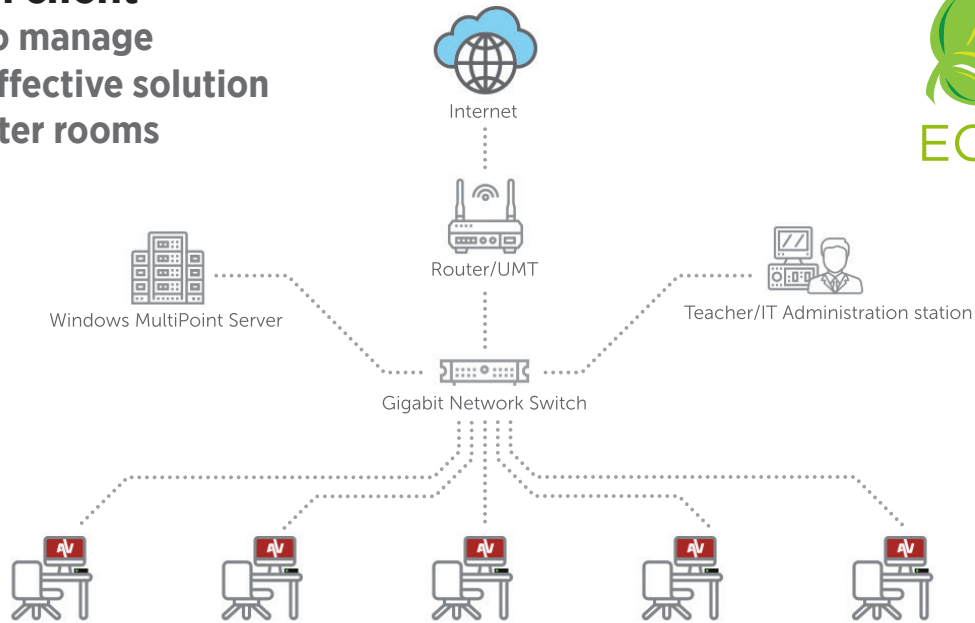 client
manage
ffective solution
ter rooms
Internet
Router/UMT
Windows MultiPoint Server
Teacher/IT Administration station
Gigabit Network Switch
AV
AV
AV
AV
AV